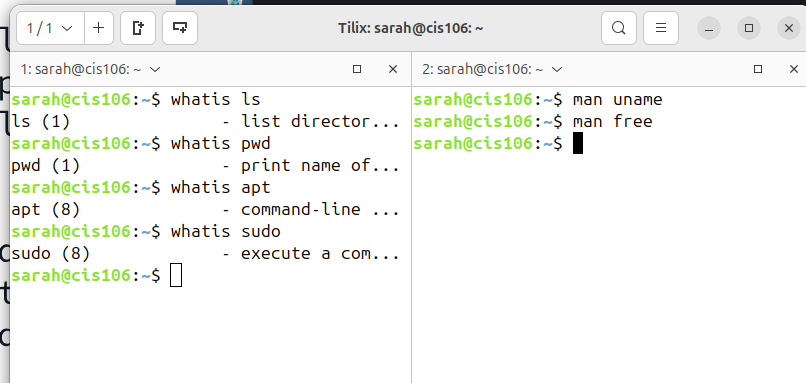 1 / 1
Tilix: sarah@cis106: ~
1: sarah@cis106: ~
sarah@cis106:~$ whatis ls
ls (1)               - list director...
sarah@cis106:~$ whatis pwd
pwd (1)              - print name of...
sarah@cis106:~$ whatis apt
apt (8)              - command-line ...
sarah@cis106:~$ whatis sudo
sudo (8)             - execute a com...
sarah@cis106:~$
2: sarah@cis106: ~
sarah@cis106:~$ man uname
sarah@cis106:~$ man free
sarah@cis106:~$